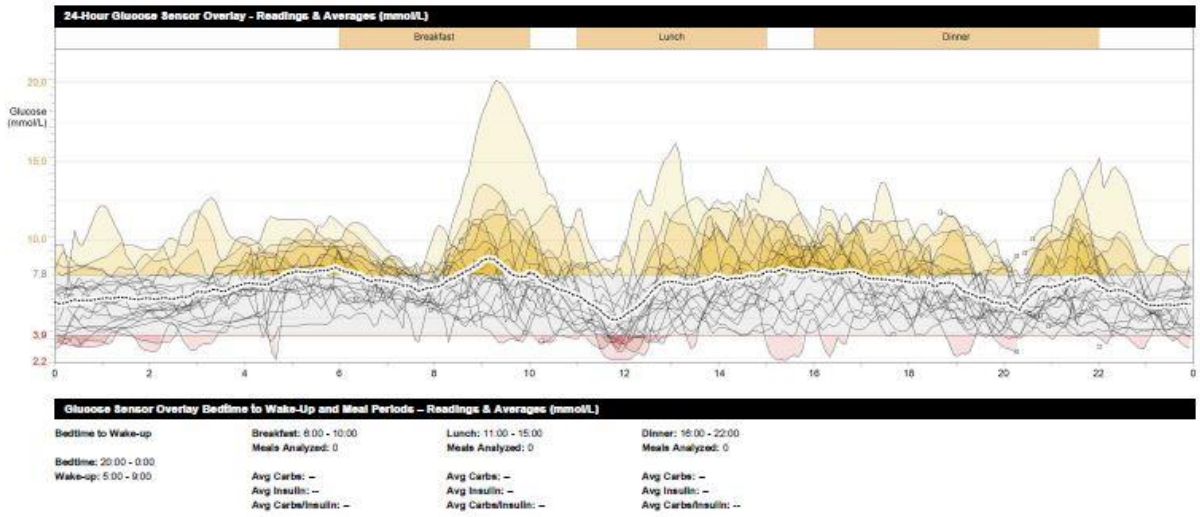 24-Hour Glucose Sensor Overlay - Readings & Averages (mmol/L)
Breakfast Lunch Dinner
20.0
Glucose
(mmol/L)
15.0
10.0
7.8
3.9
2.2
0 2 4 6 8 10 12 14 16 18 20 22 0
Glucose Sensor Overlay Bedtime to Wake-Up and Meal Periods – Readings & Averages (mmol/L)
Bedtime to Wake-up
Bedtime: 20:00 - 0:00
Wake-up: 5:00 - 9:00
Breakfast: 6:00 - 10:00
Meals Analyzed: 0
Avg Carbs: --
Avg Insulin: --
Avg Carbs/Insulin: --
Lunch: 11:00 - 15:00
Meals Analyzed: 0
Avg Carbs: --
Avg Insulin: --
Avg Carbs/Insulin: --
Dinner: 16:00 - 22:00
Meals Analyzed: 0
Avg Carbs: --
Avg Insulin: --
Avg Carbs/Insulin: --